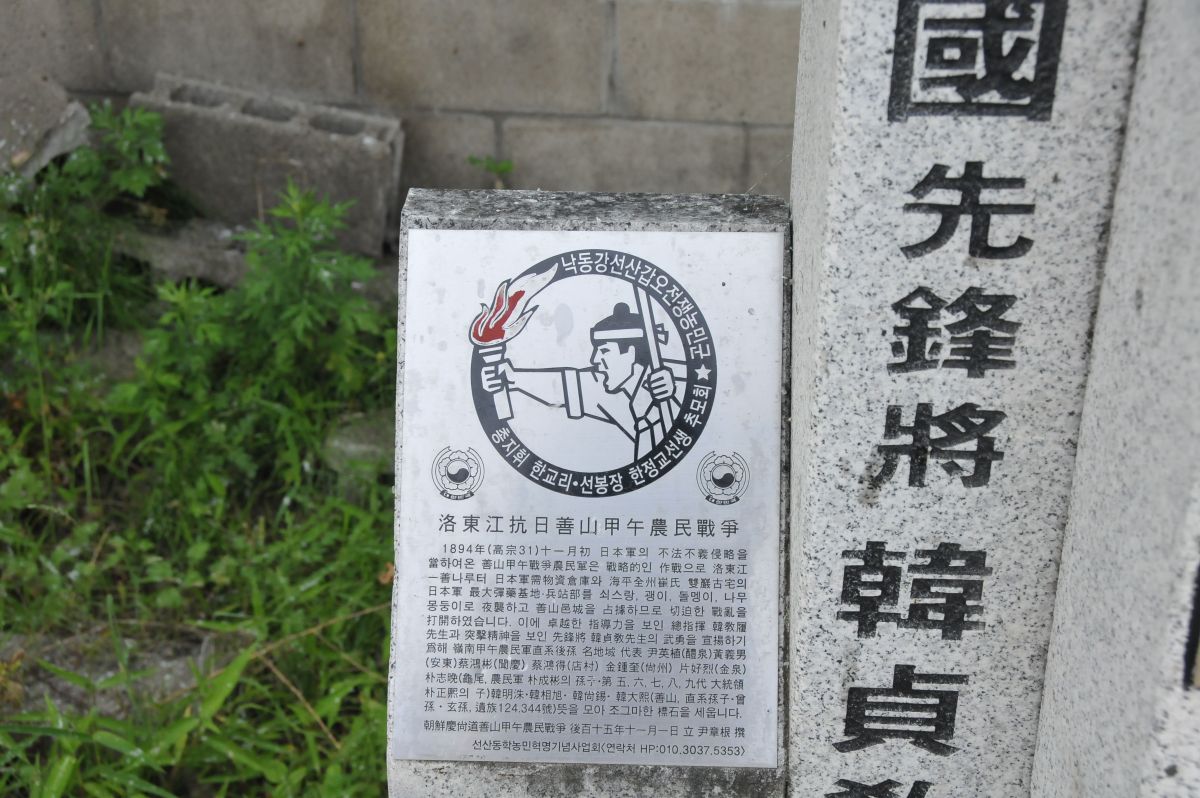 낙동강선산갑오전쟁농민군 ★ 추모회
총지휘 한교리•선봉장 한정교선생
洛東江抗日善山甲午農民戰爭
1894年(高宗31)十一月初 日本軍의 不法不義侵略을
當하여온 善山甲午戰爭農民軍은 戰略的인 作戰으로 洛東江
一善나루터 日本軍需物資倉庫와 海平全州崔氏 雙巖古宅의
日本軍 最大彈藥基地·兵站部를 쇠스랑, 괭이, 돌멩이, 나무
몽둥이로 夜襲하고 善山邑城을 占據하므로 切迫한 戰亂을
打開하였습니다. 이에 卓越한 指導力을 보인 總指揮 韓敎履
先生과 突擊精神을 보인 先鋒將 韓貞敎先生의 武勇을 宣揚하기
爲해 嶺南甲午農民軍直系後孫 名地域 代表 尹英植(醴泉)黃義男
(安東)蔡鴻彬(聞慶) 蔡鴻得(店村) 金鍾奎(尙州) 片好烈(金泉)
朴志晩(龜尾, 農民軍 朴成彬의 孫子·第 五, 六, 七, 八, 九代 大統領
朴正熙의 子)韓明洙·韓相旭·韓尙錫·韓大熙(善山, 直系孫子·曾
孫·玄孫, 遺族124,344號)뜻을 모아 조그마한 標石을 세웁니다.
朝鮮慶尙道善山甲午農民戰爭 後百十五年十一月一日 立 尹章根 撰
선산동학농민혁명기념사업회<연락처 HP:010.3037.5353>
國先鋒將 韓貞敎